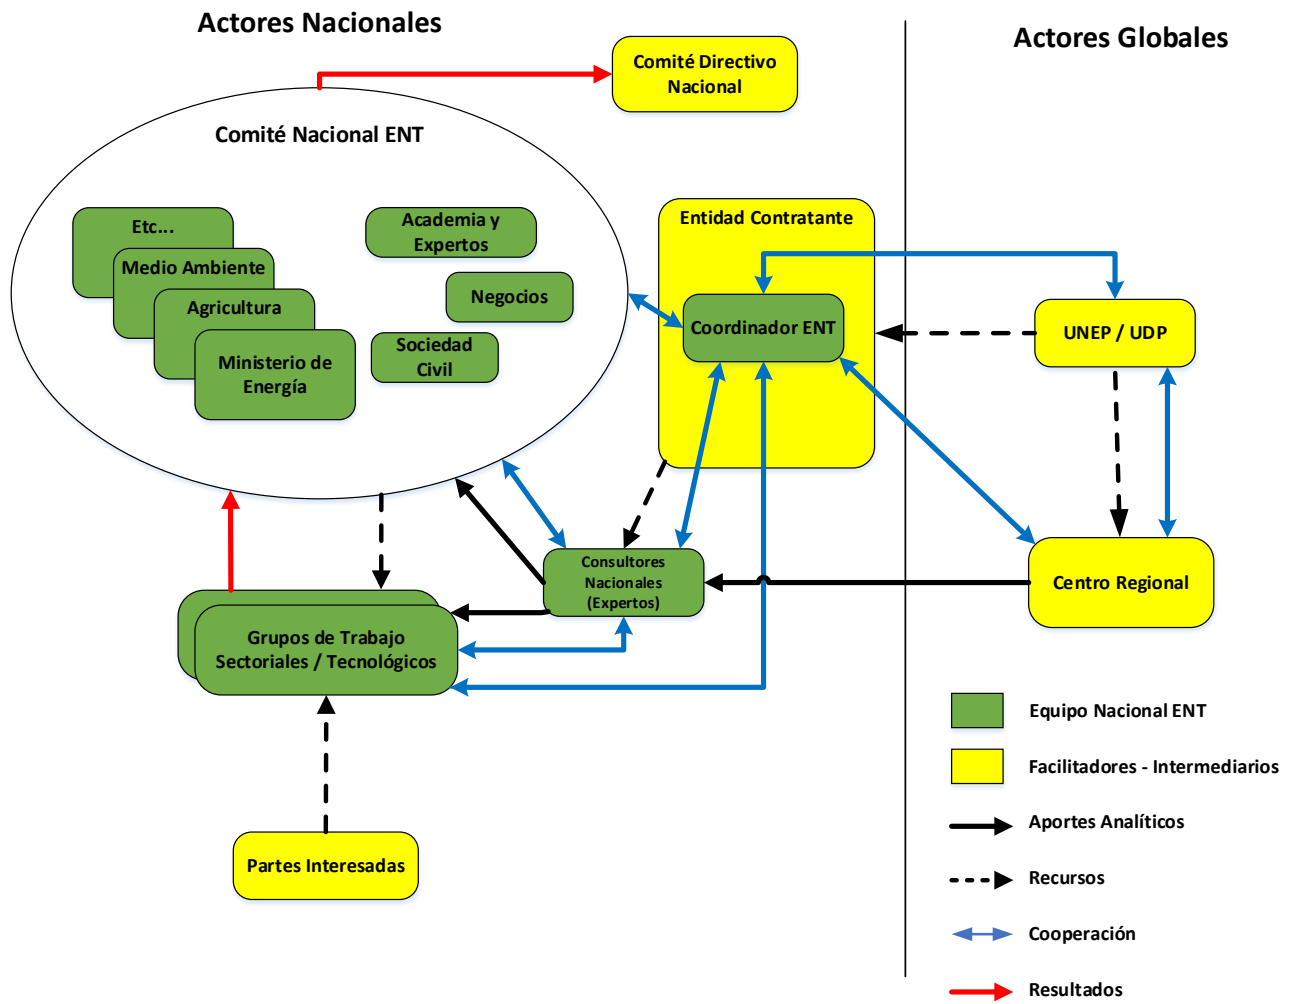 Actores Nacionales
Actores Globales
Comité Directivo
Nacional
Comité Nacional ENT
Etc...
Medio Ambiente
Agricultura
Ministerio de
Energía
Academia y
Expertos
Negocios
Sociedad
Civil
Entidad Contratante
Coordinador ENT
UNEP / UDP
Consultores
Nacionales
(Expertos)
Centro Regional
Grupos de Trabajo
Sectoriales / Tecnológicos
Partes Interesadas
Equipo Nacional ENT
Facilitadores - Intermediarios
Aportes Analíticos
Recursos
Cooperación
Resultados